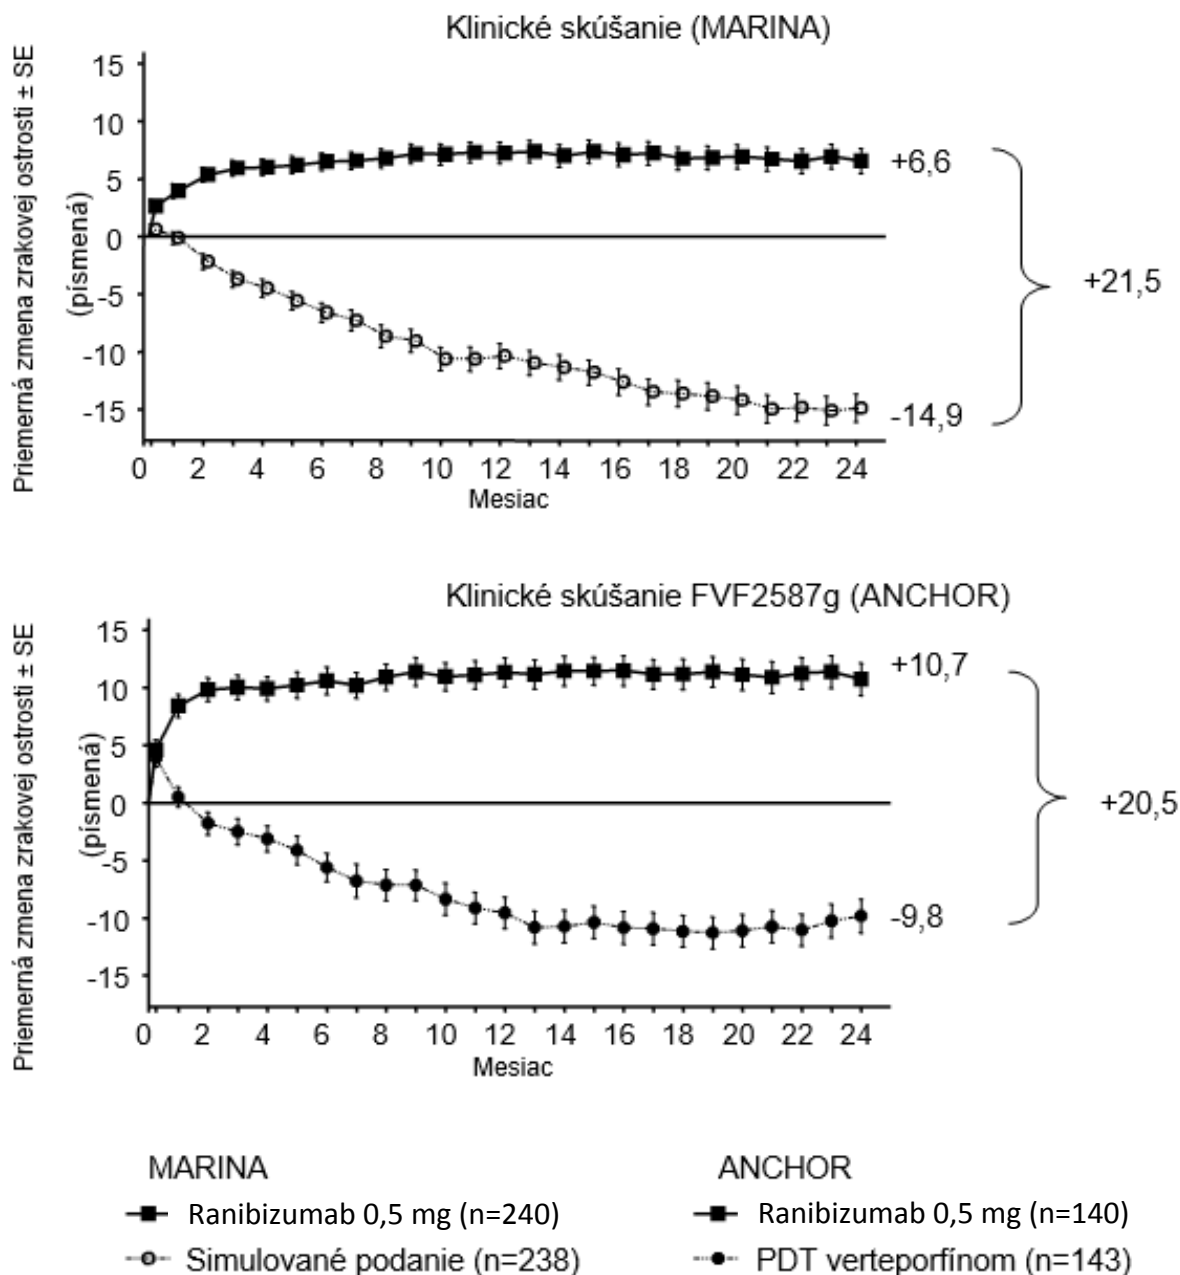 Klinické skúšanie (MARINA)
Priemerná zmena zrakovej ostrosti ± SE
(písmená)
15
10
5
0
-5
-10
-15
+6,6
-14,9
+21,5
0 2 4 6 8 10 12 14 16 18 20 22 24
Mesiac
Klinické skúšanie FVF2587g (ANCHOR)
Priemerná zmena zrakovej ostrosti ± SE
(písmená)
15
10
5
0
-5
-10
-15
+10,7
-9,8
+20,5
0 2 4 6 8 10 12 14 16 18 20 22 24
Mesiac
MARINA
Ranibizumab 0,5 mg (n=240)
Simulované podanie (n=238)
ANCHOR
Ranibizumab 0,5 mg (n=140)
PDT verteporfínom (n=143)